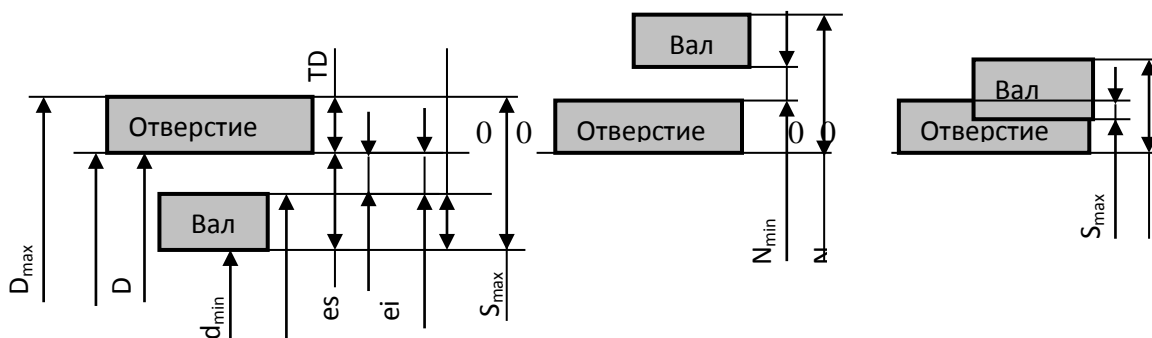 TD
Отверстие
0 0
Вал
D_max
D
d_min
es
ei
S_max
Вал
Отверстие
0 0
N_min
N
Вал
Отверстие
S_max